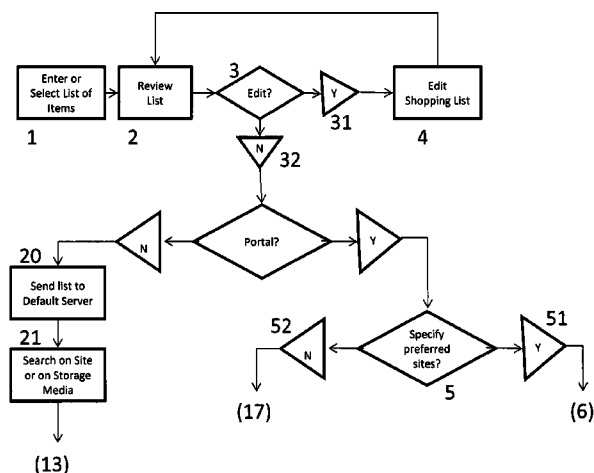 Enter or
Select List of
Items
1
Review
List
2
3
Edit?
Y
31
Edit
Shopping List
4
N
32
Portal?
N
Y
20
Send list to
Default Server
21
Search on Site
or on Storage
Media
(13)
52
N
Specify
preferred
sites?
5
51
Y
(17)
(6)